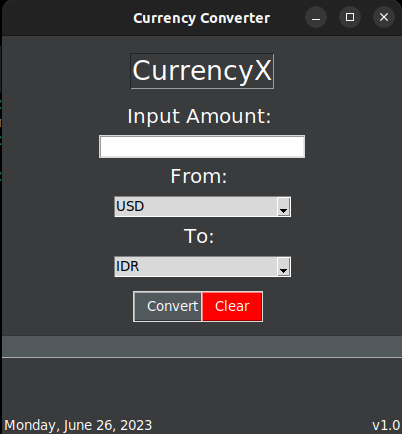 Currency Converter
CurrencyX
Input Amount:
From:
USD
To:
IDR
Convert Clear
Monday, June 26, 2023 v1.0